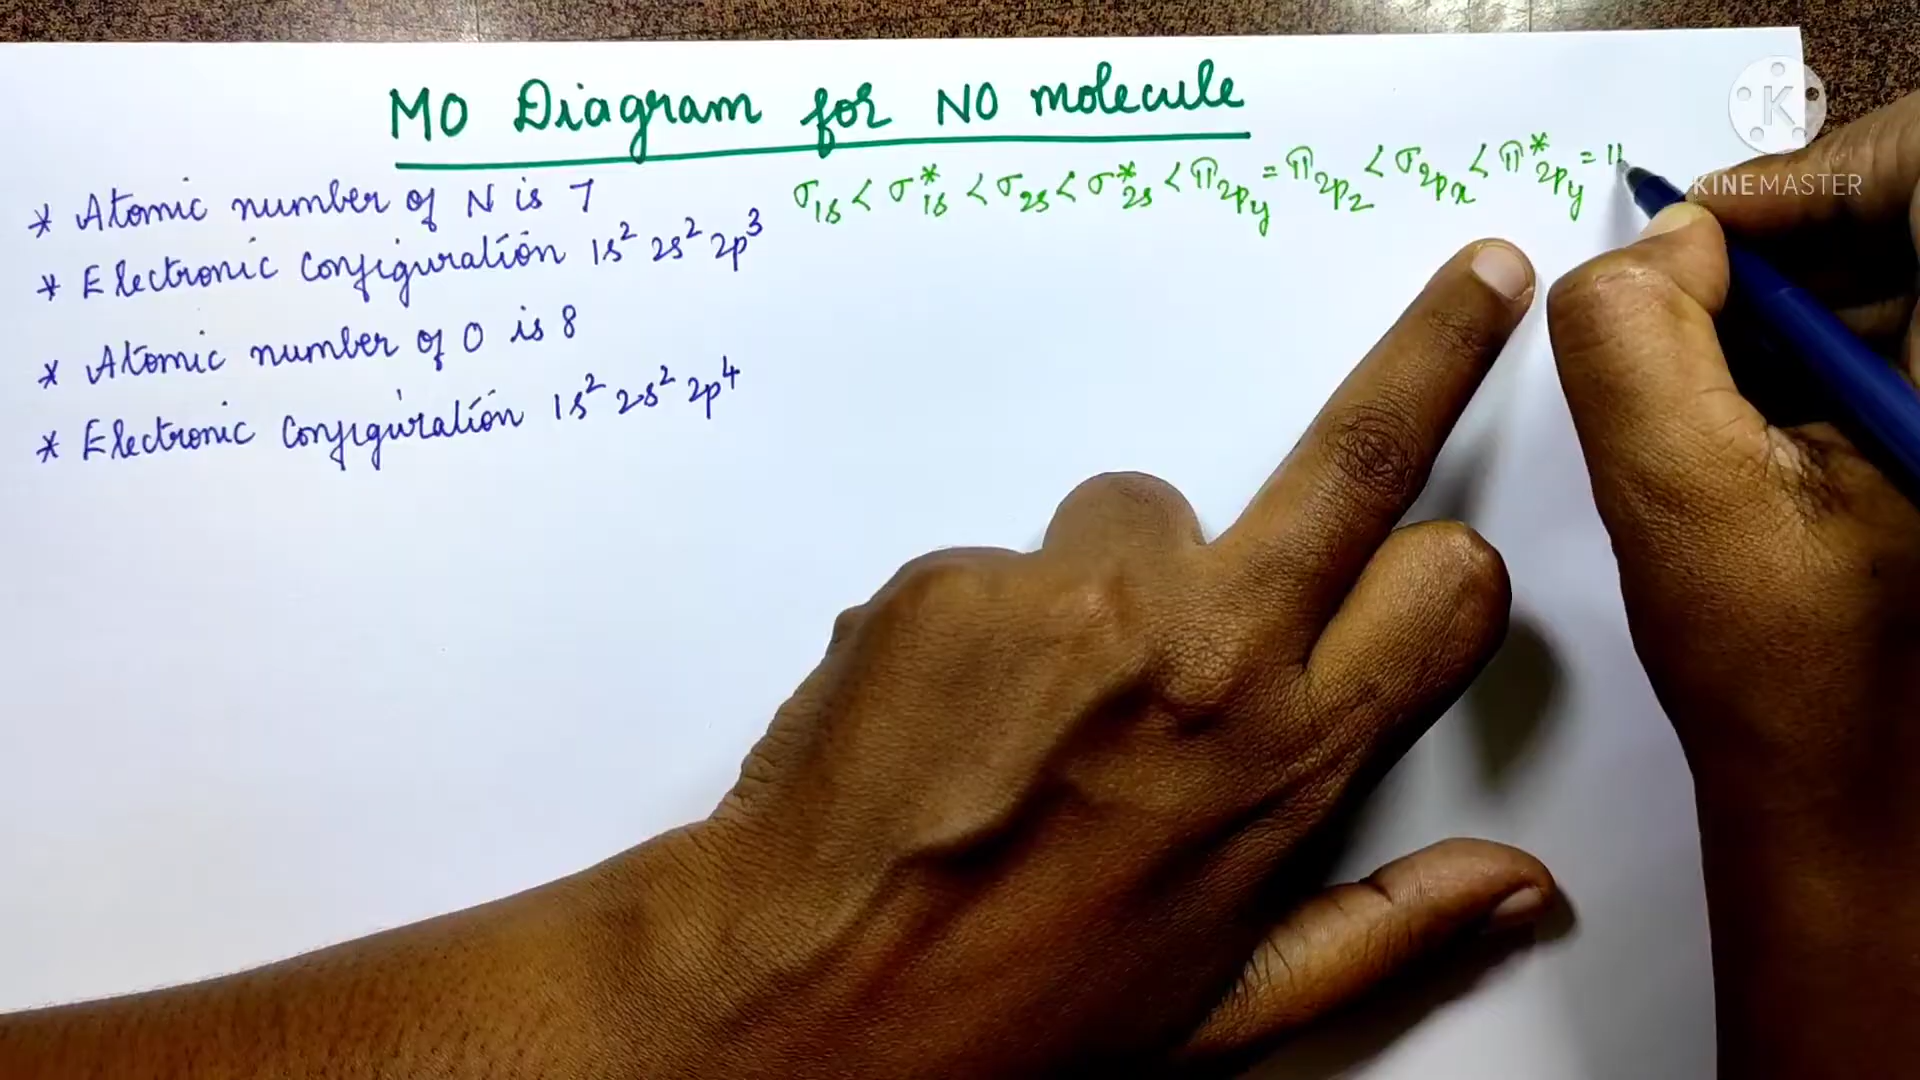 MO Diagram for NO molecule
* Atomic number of N is 7
* Electronic configuration 1s² 2s² 2p³
* Atomic number of O is 8
* Electronic configuration 1s² 2s² 2p⁴
σ1s < σ*1s < σ2s < σ*2s < π2py = π2pz < σ2px < π*2py =
K
KINEMASTER